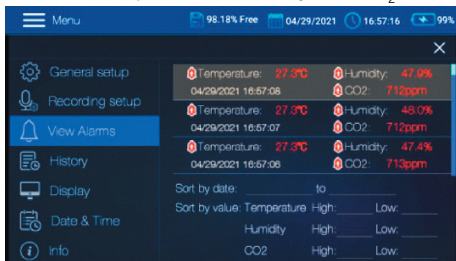 Menu 98.18% Free 04/29/2021 16:57:16 99%
General setup
Recording setup
View Alarms
History
Display
Date & Time
Info
Temperature: 27.3°C Humidity: 47.9%
04/29/2021 16:57:08 CO2: 712ppm
Temperature: 27.3°C Humidity: 48.0%
04/29/2021 16:57:07 CO2: 712ppm
Temperature: 27.3°C Humidity: 47.4%
04/29/2021 16:57:06 CO2: 713ppm
Sort by date: to
Sort by value: Temperature High: Low:
Humidity High: Low:
CO2 High: Low: